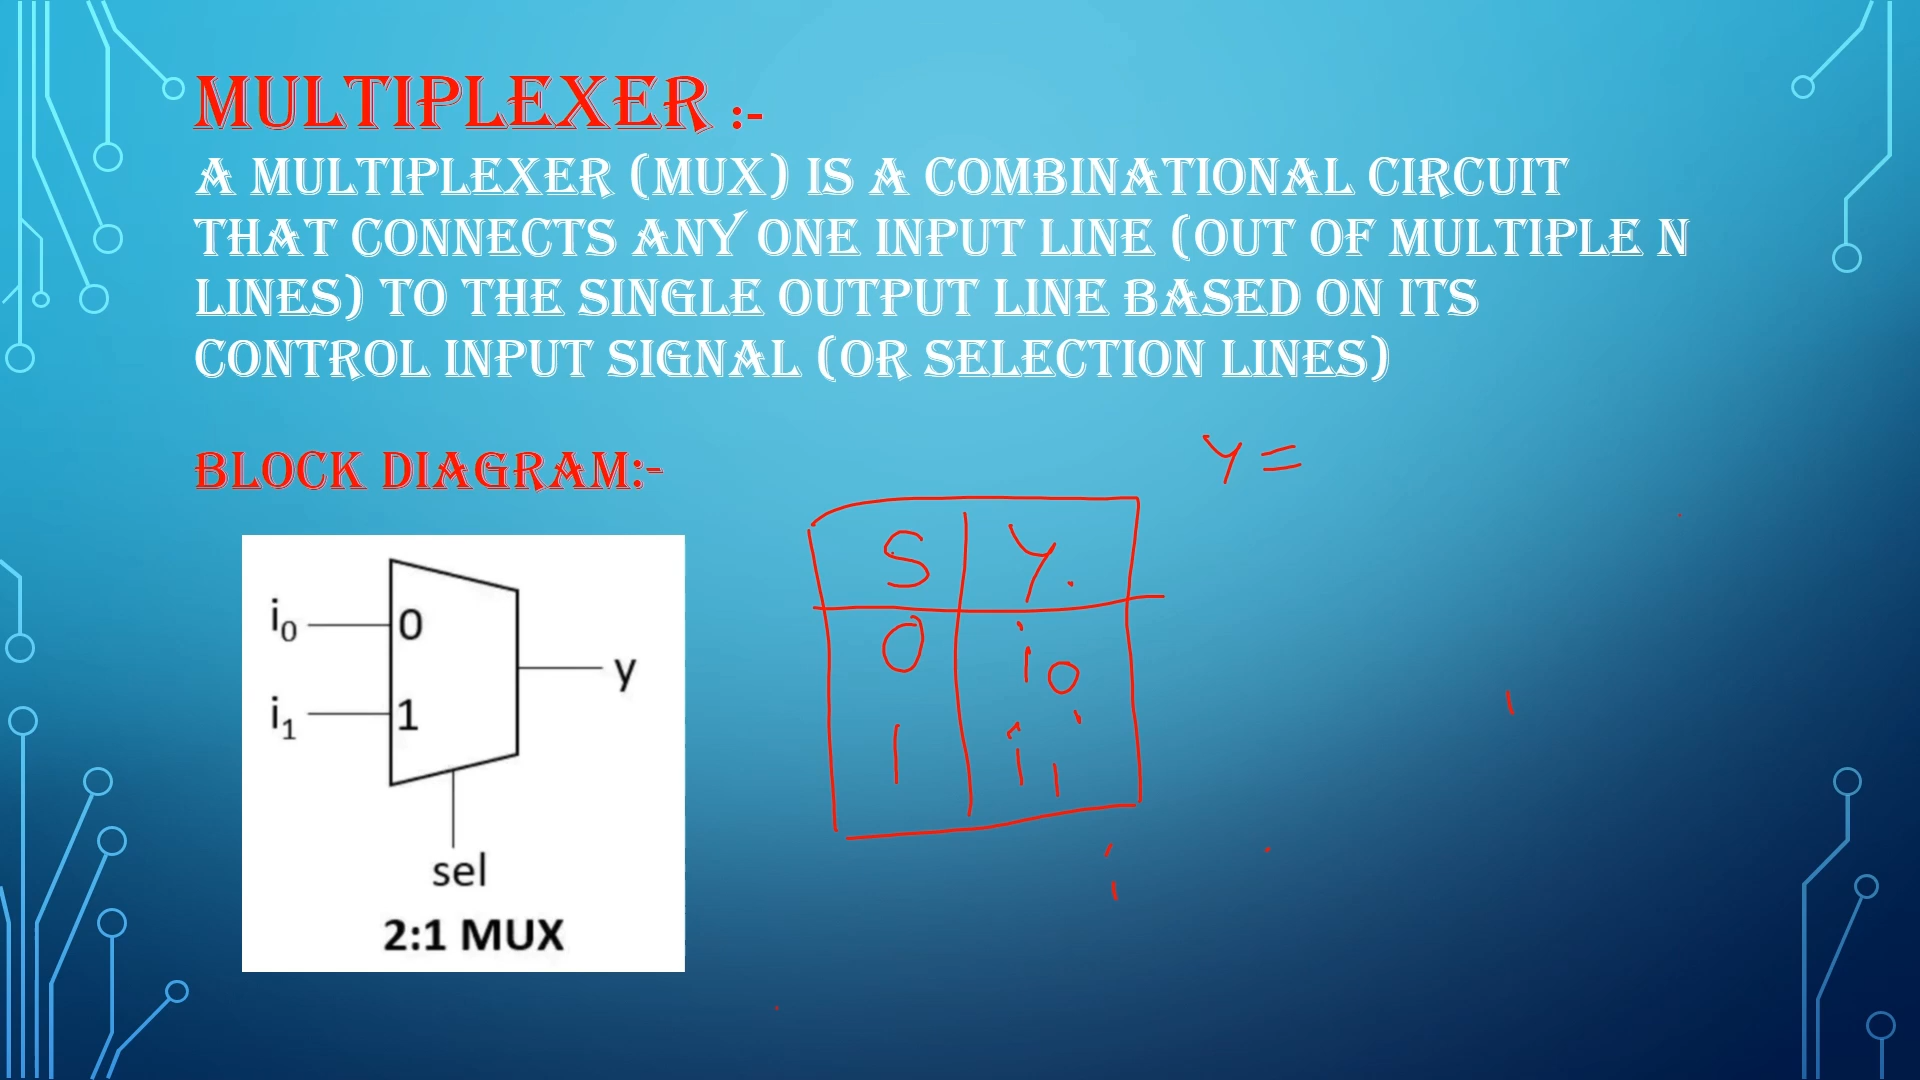 MULTIPLEXER :-
A MULTIPLEXER (MUX) IS A COMBINATIONAL CIRCUIT
THAT CONNECTS ANY ONE INPUT LINE (OUT OF MULTIPLE N
LINES) TO THE SINGLE OUTPUT LINE BASED ON ITS
CONTROL INPUT SIGNAL (OR SELECTION LINES)
Y =
BLOCK DIAGRAM:-
S Y
0 i0
1 i1
i0 0
y
i1 1
sel
2:1 MUX